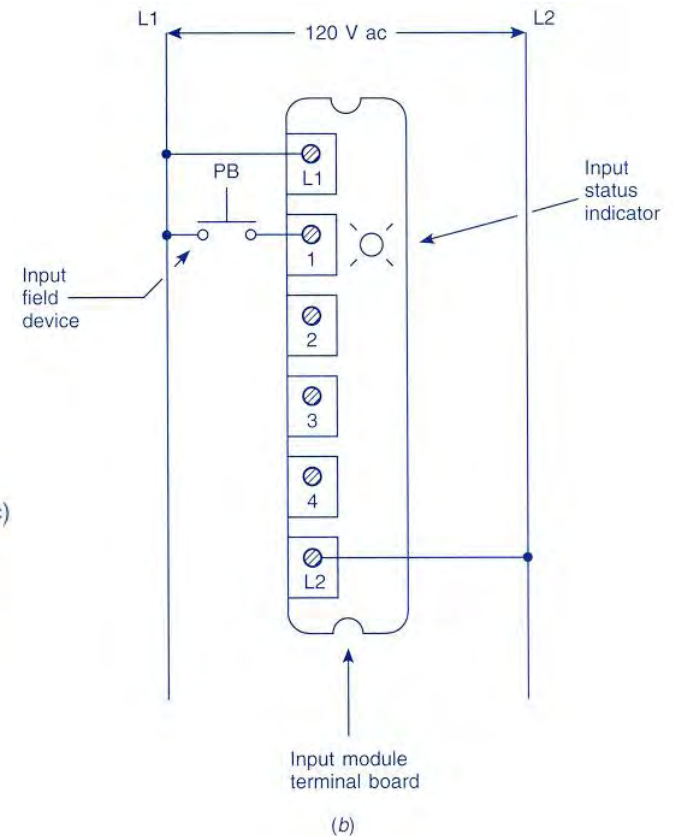 L1
120 V ac
L2
L1
PB
1
Input
status
indicator
Input
field
device
2
3
4
L2
Input module
terminal board
(b)